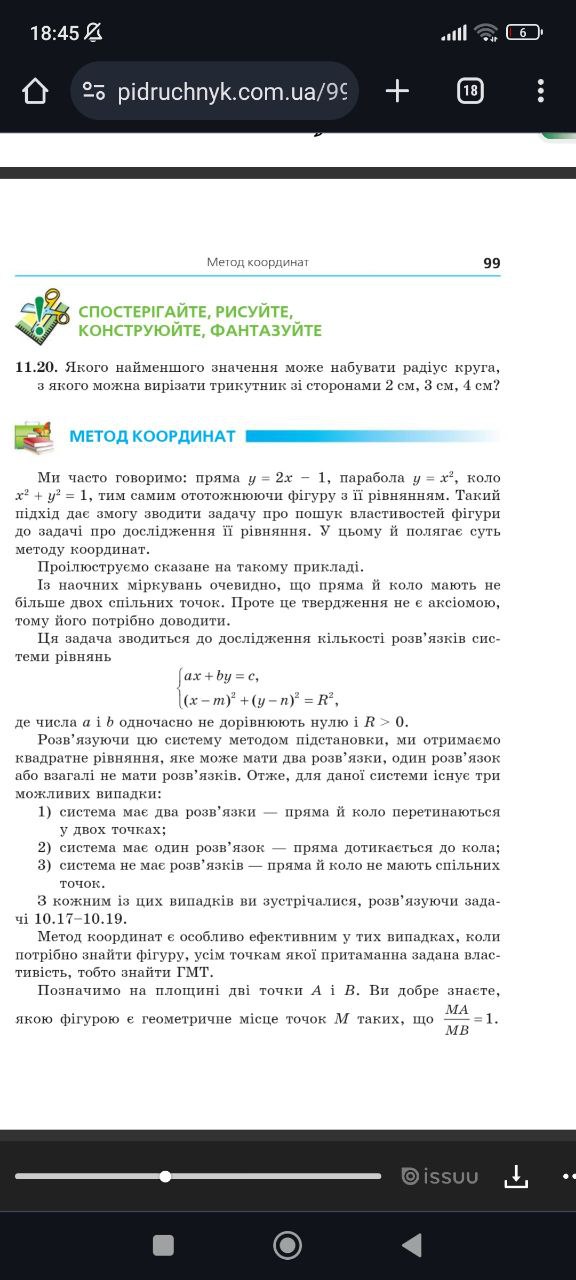 18:45
6
pidruchnyk.com.ua/99
18
Метод координат 99
СПОСТЕРІГАЙТЕ, РИСУЙТЕ,
КОНСТРУЮЙТЕ, ФАНТАЗУЙТЕ
11.20. Якого найменшого значення може набувати радіус круга,
з якого можна вирізати трикутник зі сторонами 2 см, 3 см, 4 см?
МЕТОД КООРДИНАТ
Ми часто говоримо: пряма y = 2x − 1, парабола y = x², коло
x² + y² = 1, тим самим ототожнюючи фігуру з її рівнянням. Такий
підхід дає змогу зводити задачу про пошук властивостей фігури
до задачі про дослідження її рівняння. У цьому й полягає суть
методу координат.
Проілюструємо сказане на такому прикладі.
Із наочних міркувань очевидно, що пряма й коло мають не
більше двох спільних точок. Проте це твердження не є аксіомою,
тому його потрібно доводити.
Ця задача зводиться до дослідження кількості розв’язків сис-
теми рівнянь
ax + by = c,
(x − m)² + (y − n)² = R²,
де числа a і b одночасно не дорівнюють нулю і R > 0.
Розв’язуючи цю систему методом підстановки, ми отримаємо
квадратне рівняння, яке може мати два розв’язки, один розв’язок
або взагалі не мати розв’язків. Отже, для даної системи існує три
можливих випадки:
1) система має два розв’язки — пряма й коло перетинаються
у двох точках;
2) система має один розв’язок — пряма дотикається до кола;
3) система не має розв’язків — пряма й коло не мають спільних
точок.
З кожним із цих випадків ви зустрічалися, розв’язуючи зада-
чі 10.17–10.19.
Метод координат є особливо ефективним у тих випадках, коли
потрібно знайти фігуру, усім точкам якої притаманна задана влас-
тивість, тобто знайти ГМТ.
Позначимо на площині дві точки A і B. Ви добре знаєте,
якою фігурою є геометричне місце точок M таких, що MA/MB = 1.
issuu